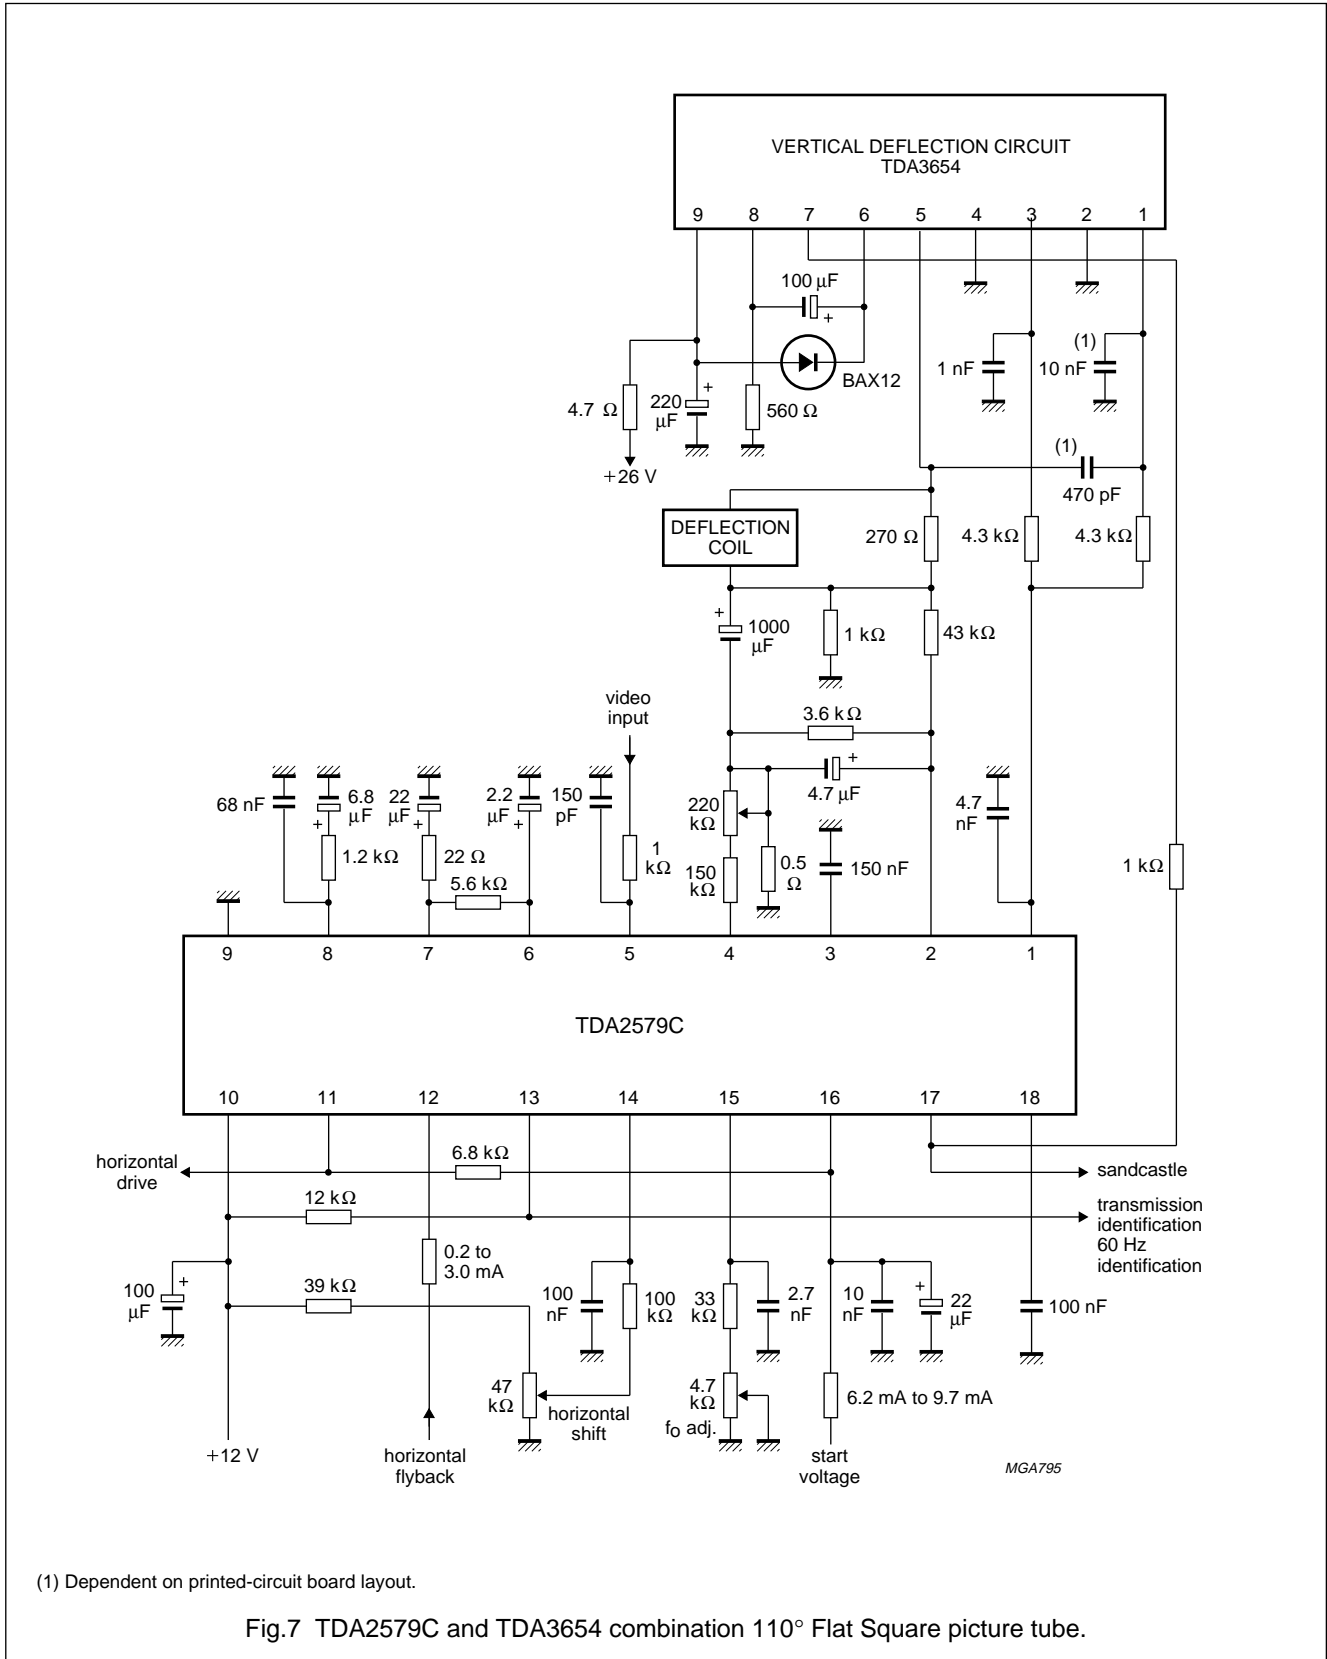 VERTICAL DEFLECTION CIRCUIT
TDA3654
9 8 7 6 5 4 3 2 1
100 µF
+
(1)
1 nF
10 nF
BAX12
+
4.7 Ω
220
µF
560 Ω
+26 V
(1)
470 pF
DEFLECTION
COIL
270 Ω
4.3 kΩ
4.3 kΩ
+
1000
µF
1 kΩ
43 kΩ
video
input
3.6 kΩ
+
4.7 µF
68 nF
6.8
µF
+
22
µF
+
2.2
µF
+
150
pF
220
kΩ
4.7
nF
1.2 kΩ
22 Ω
1
kΩ
150
kΩ
0.5
Ω
150 nF
1 kΩ
5.6 kΩ
9 8 7 6 5 4 3 2 1
TDA2579C
10 11 12 13 14 15 16 17 18
horizontal
drive
6.8 kΩ
sandcastle
12 kΩ
transmission
identification
60 Hz
identification
0.2 to
3.0 mA
100
µF
+
39 kΩ
100
nF
100
kΩ
33
kΩ
2.7
nF
10
nF
+
22
µF
100 nF
47
kΩ
horizontal
shift
4.7
kΩ
fO adj.
6.2 mA to 9.7 mA
+12 V
horizontal
flyback
start
voltage
MGA795
(1) Dependent on printed-circuit board layout.
Fig.7 TDA2579C and TDA3654 combination 110° Flat Square picture tube.